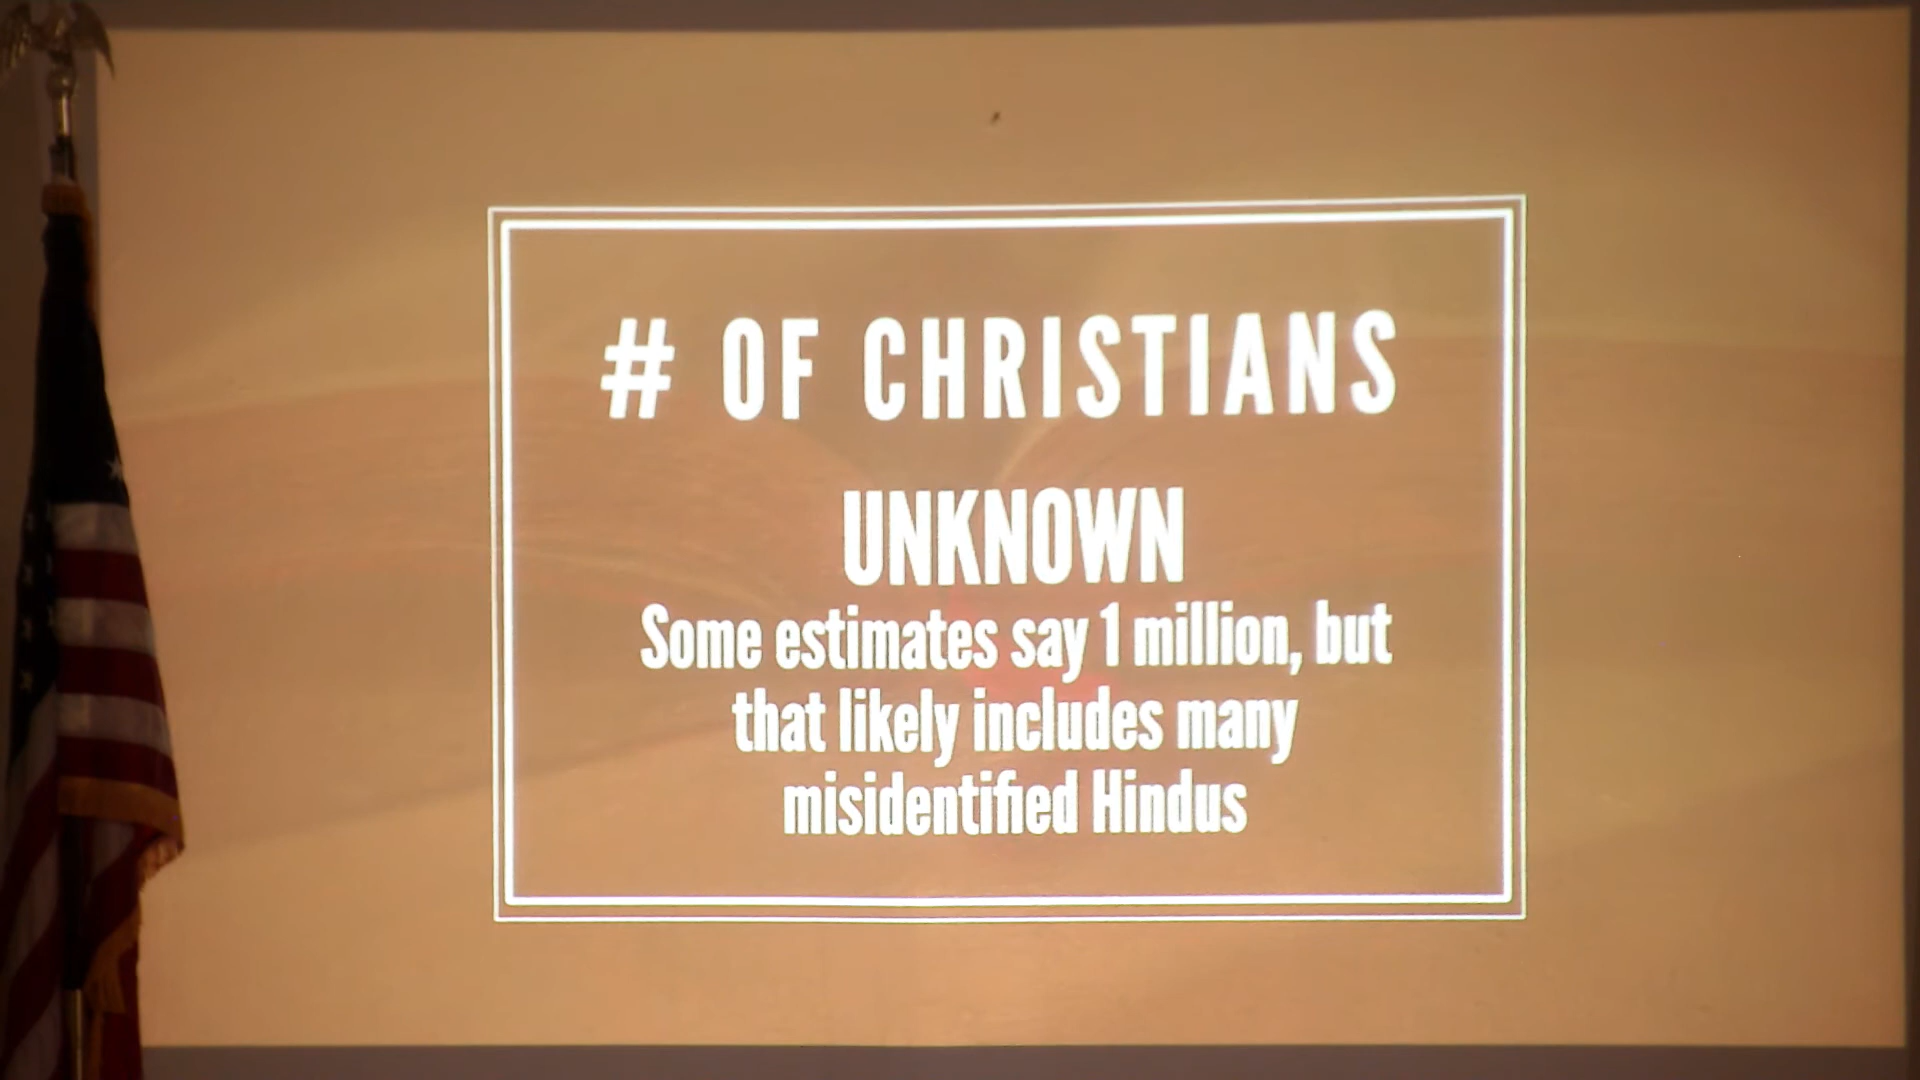 # OF CHRISTIANS
UNKNOWN
Some estimates say 1 million, but
that likely includes many
misidentified Hindus